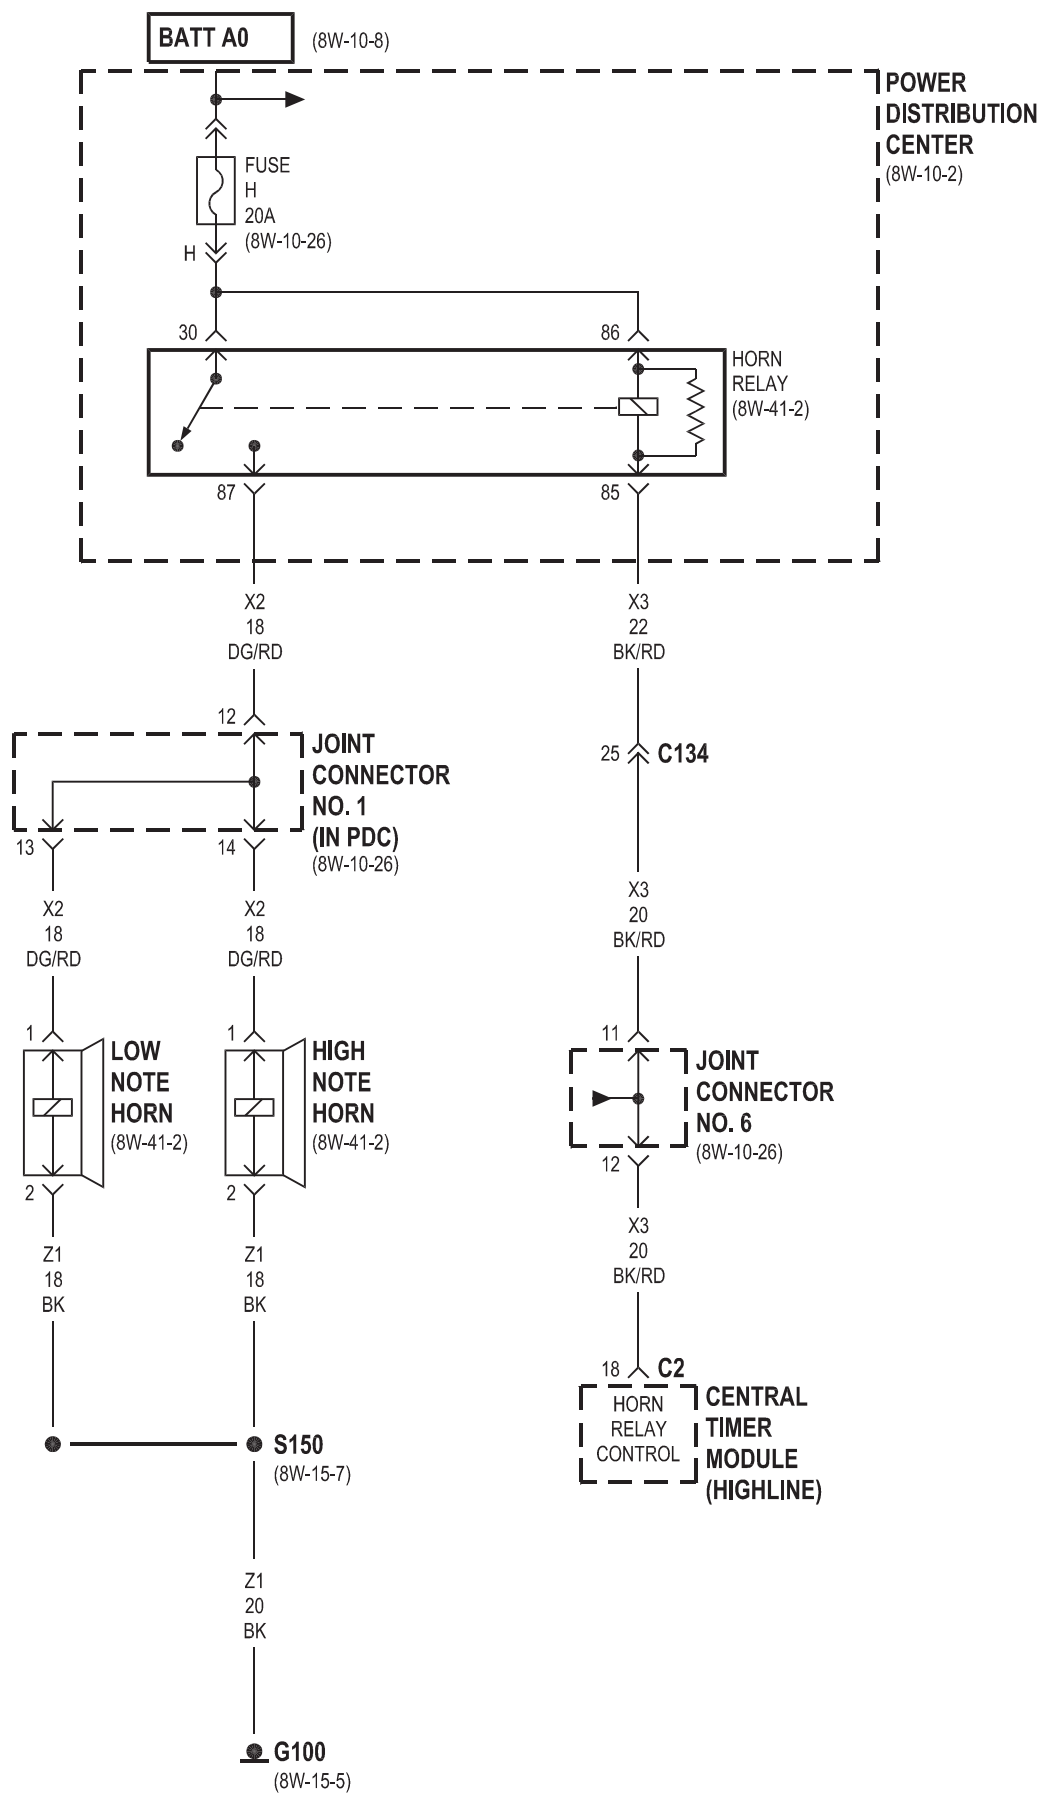 BATT A0
(8W-10-8)
POWER
DISTRIBUTION
CENTER
(8W-10-2)
FUSE
H
20A
(8W-10-26)
H
30
86
HORN
RELAY
(8W-41-2)
87
85
X2
18
DG/RD
X3
22
BK/RD
12
JOINT
CONNECTOR
NO. 1
(IN PDC)
(8W-10-26)
25
C134
13
14
X2
18
DG/RD
X2
18
DG/RD
X3
20
BK/RD
1
LOW
NOTE
HORN
(8W-41-2)
2
1
HIGH
NOTE
HORN
(8W-41-2)
2
11
JOINT
CONNECTOR
NO. 6
(8W-10-26)
12
Z1
18
BK
Z1
18
BK
X3
20
BK/RD
18
C2
HORN
RELAY
CONTROL
CENTRAL
TIMER
MODULE
(HIGHLINE)
S150
(8W-15-7)
Z1
20
BK
G100
(8W-15-5)